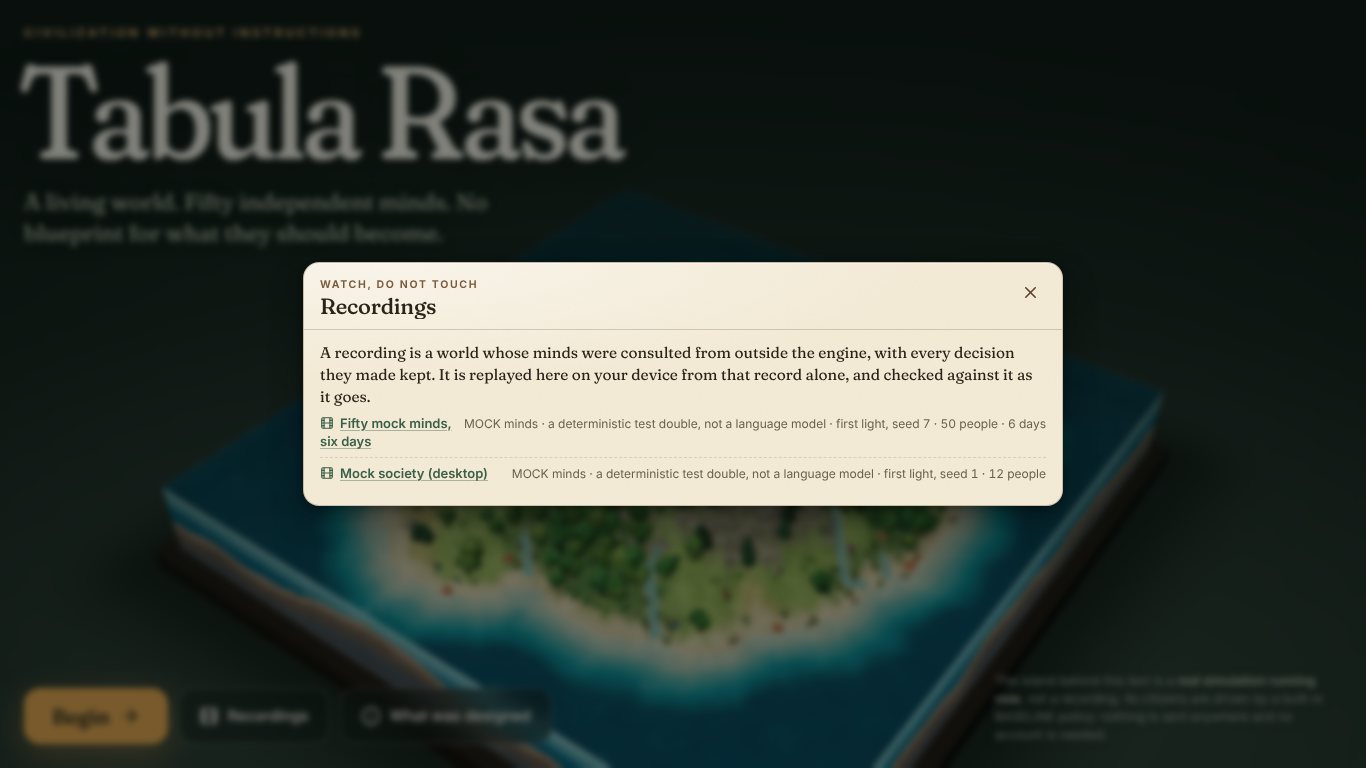 CIVILIZATION WITHOUT INSTRUCTIONS
Tabula Rasa
A living world. Fifty independent minds. No
blueprint for what they should become.
WATCH, DO NOT TOUCH
Recordings
A recording is a world whose minds were consulted from outside the engine, with every decision
they made kept. It is replayed here on your device from that record alone, and checked against it as
it goes.
Fifty mock minds, MOCK minds · a deterministic test double, not a language model · first light, seed 7 · 50 people · 6 days
six days
Mock society (desktop) MOCK minds · a deterministic test double, not a language model · first light, seed 1 · 12 people
Begin
Recordings
What was designed